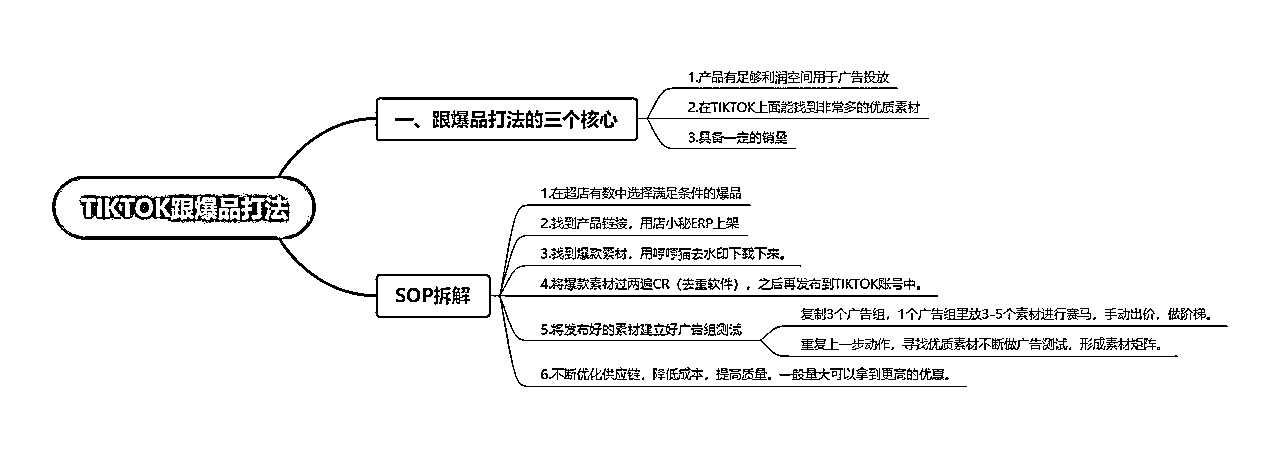 TIKTOK跟爆品打法
一、跟爆品打法的三个核心
1.产品有足够利润空间用于广告投放
2.在TIKTOK上面能找到非常多的优质素材
3.具备一定的销量
SOP拆解
1.在超店有数中选择满足条件的爆品
2.找到产品链接，用店小秘ERP上架
3.找到爆款素材，用哼哼猫去水印下载下来。
4.将爆款素材过两遍CR（去重软件），之后再发布到TIKTOK账号中。
5.将发布好的素材建立好广告组测试
复制3个广告组，1个广告组里放3-5个素材进行赛马，手动出价，做阶梯。
重复上一步动作，寻找优质素材不断做广告测试，形成素材矩阵。
6.不断优化供应链，降低成本，提高质量。一般量大可以拿到更高的优惠。